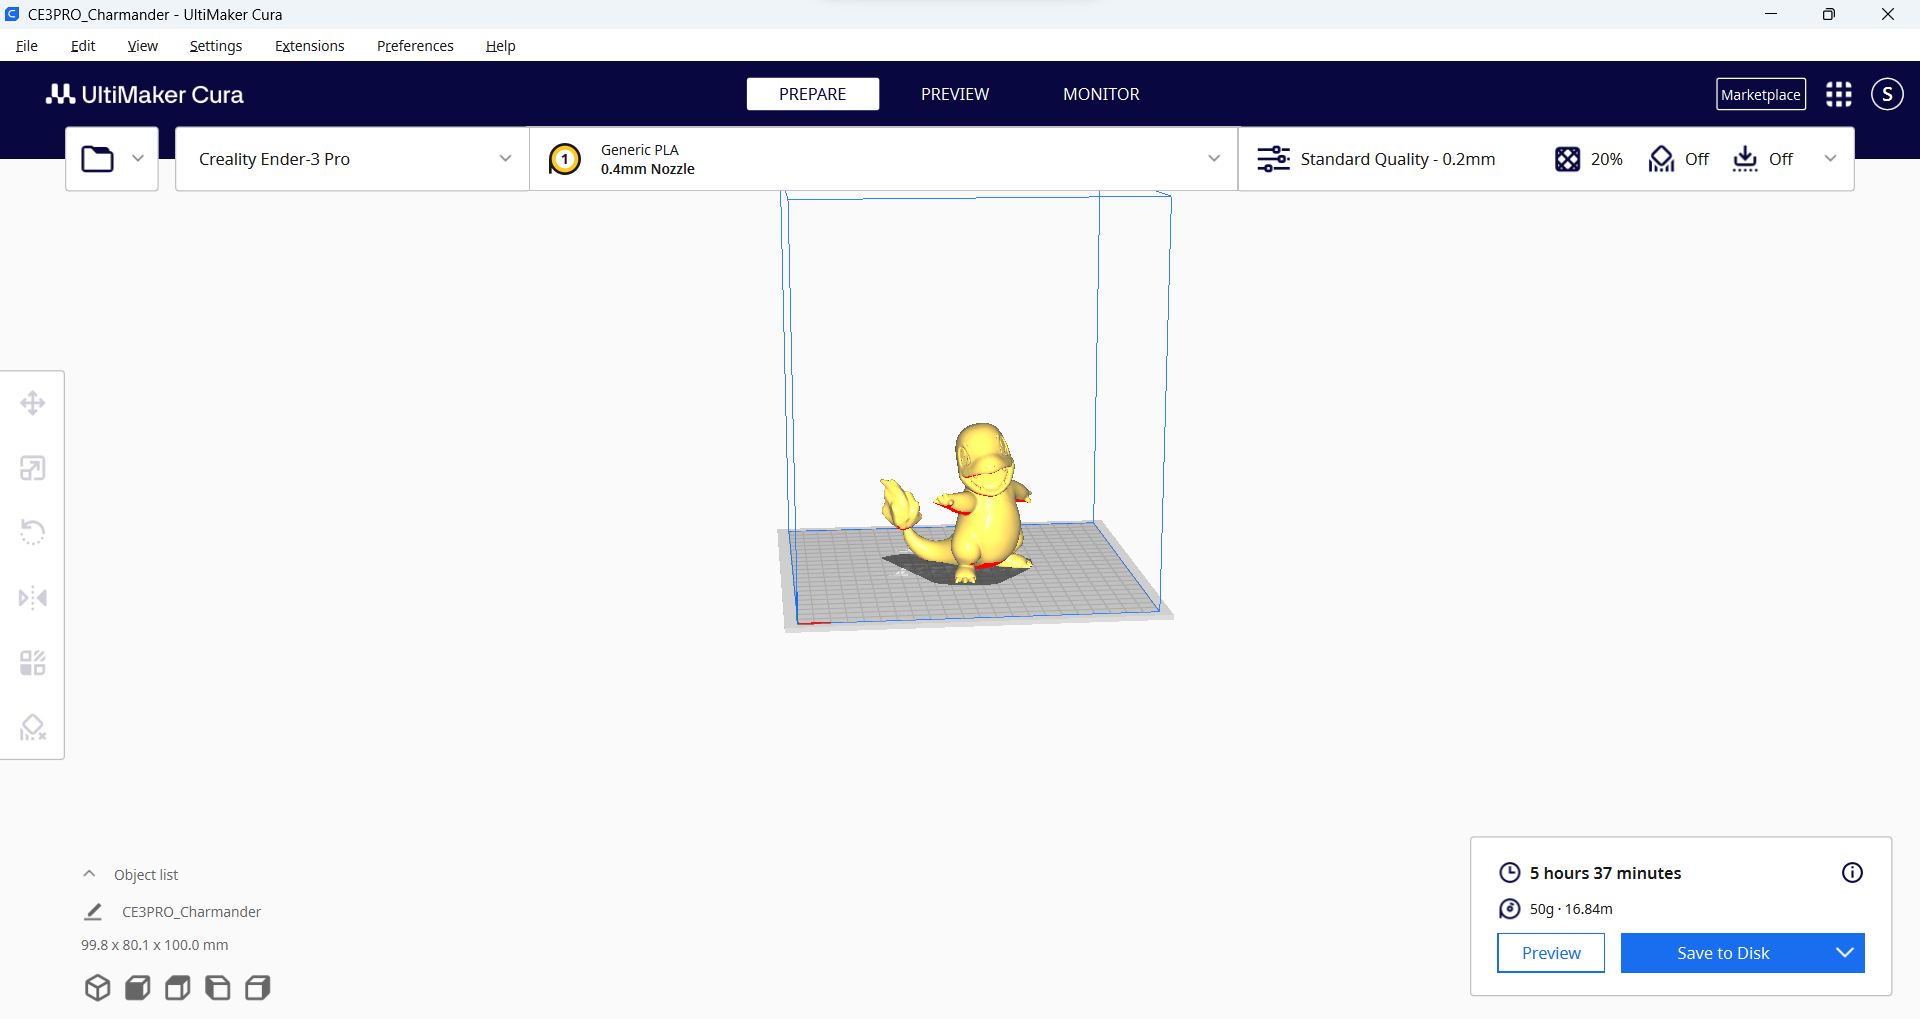 CE3PRO_Charmander - UltiMaker Cura
File Edit View Settings Extensions Preferences Help
UltiMaker Cura
PREPARE PREVIEW MONITOR
Marketplace S
Creality Ender-3 Pro
1
Generic PLA
0.4mm Nozzle
Standard Quality - 0.2mm 20% Off Off
Object list
CE3PRO_Charmander
99.8 x 80.1 x 100.0 mm
5 hours 37 minutes
50g · 16.84m
Preview Save to Disk